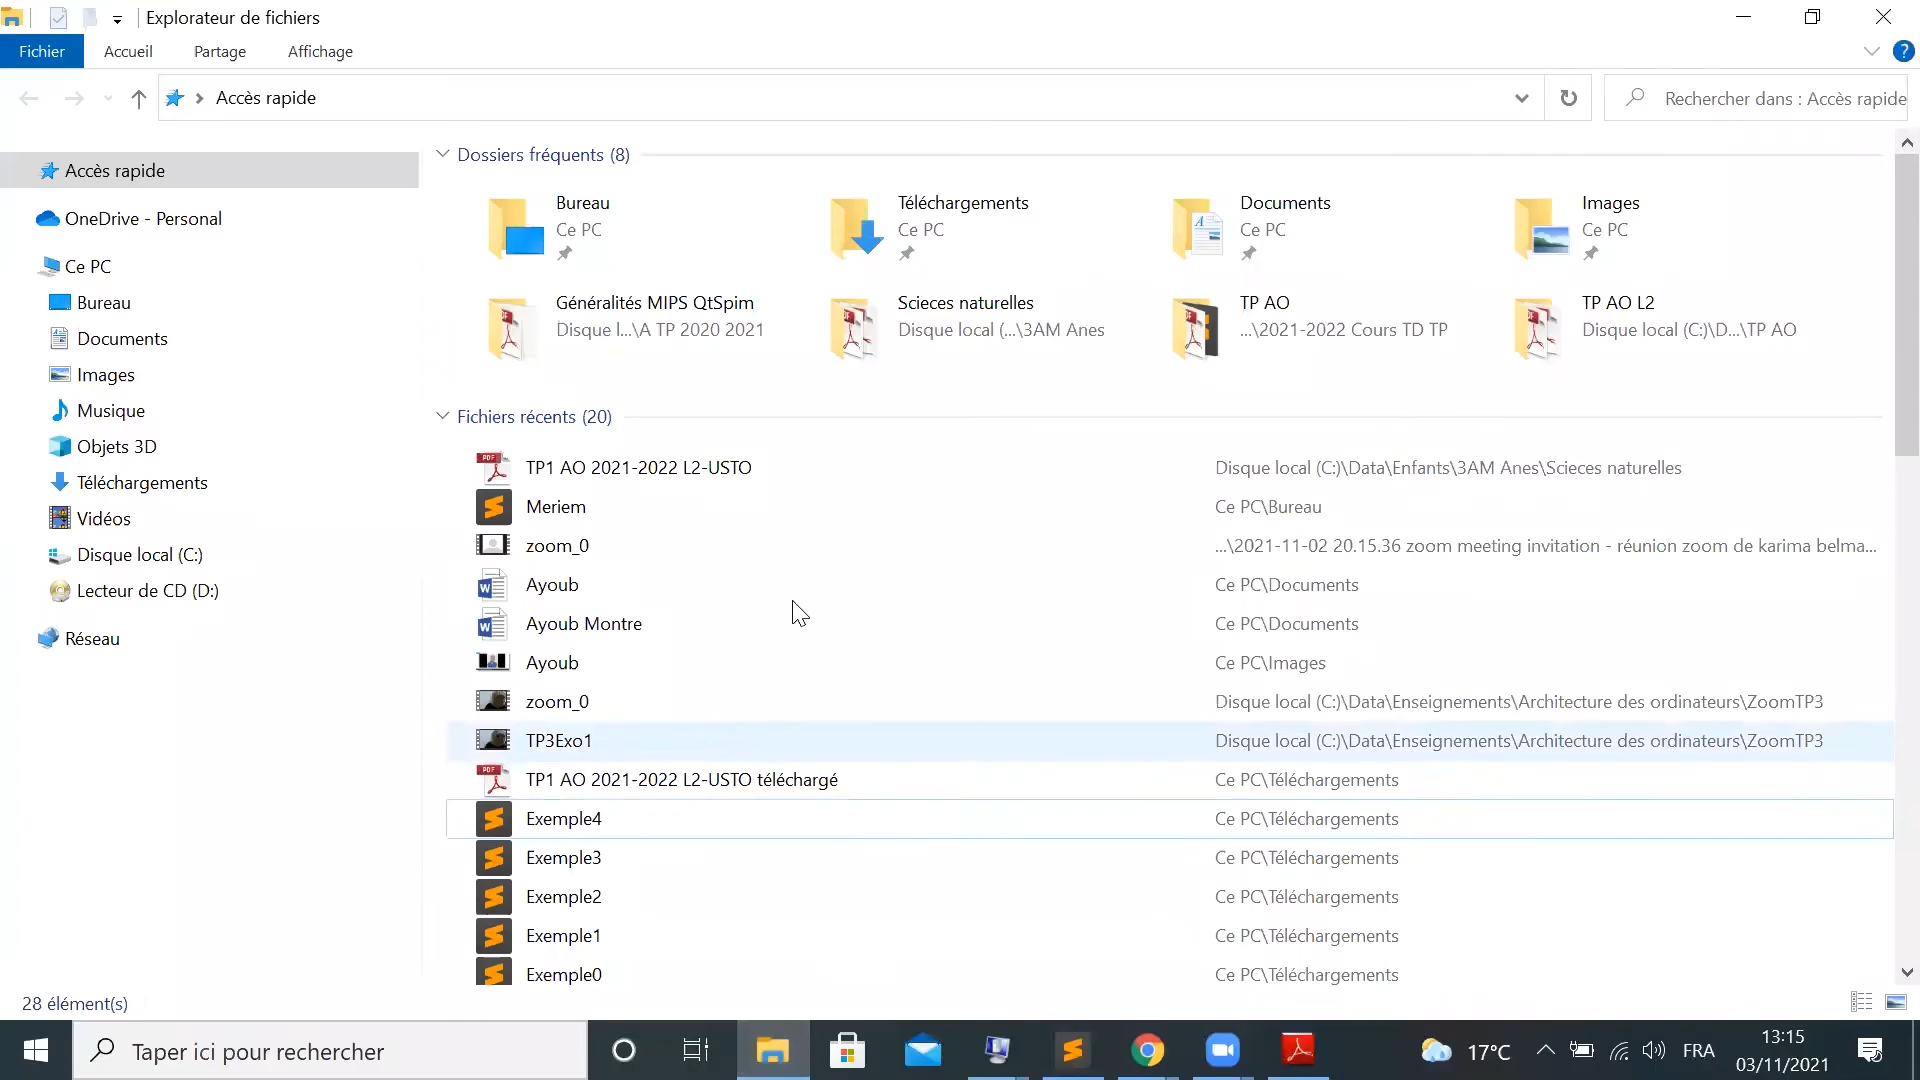 Explorateur de fichiers
Fichier Accueil Partage Affichage
Accès rapide
Rechercher dans : Accès rapide
Accès rapide
OneDrive - Personal
Ce PC
Bureau
Documents
Images
Musique
Objets 3D
Téléchargements
Vidéos
Disque local (C:)
Lecteur de CD (D:)
Réseau
Dossiers fréquents (8)
Bureau
Ce PC
Téléchargements
Ce PC
Documents
Ce PC
Images
Ce PC
Généralités MIPS QtSpim
Disque l...\A TP 2020 2021
Scieces naturelles
Disque local (...\3AM Anes
TP AO
...\2021-2022 Cours TD TP
TP AO L2
Disque local (C:)\D...\TP AO
Fichiers récents (20)
TP1 AO 2021-2022 L2-USTO Disque local (C:)\Data\Enfants\3AM Anes\Scieces naturelles
Meriem Ce PC\Bureau
zoom_0 ...\2021-11-02 20.15.36 zoom meeting invitation - réunion zoom de karima belma...
Ayoub Ce PC\Documents
Ayoub Montre Ce PC\Documents
Ayoub Ce PC\Images
zoom_0 Disque local (C:)\Data\Enseignements\Architecture des ordinateurs\ZoomTP3
TP3Exo1 Disque local (C:)\Data\Enseignements\Architecture des ordinateurs\ZoomTP3
TP1 AO 2021-2022 L2-USTO téléchargé Ce PC\Téléchargements
Exemple4 Ce PC\Téléchargements
Exemple3 Ce PC\Téléchargements
Exemple2 Ce PC\Téléchargements
Exemple1 Ce PC\Téléchargements
Exemple0 Ce PC\Téléchargements
28 élément(s)
Taper ici pour rechercher
17°C
FRA
13:15
03/11/2021